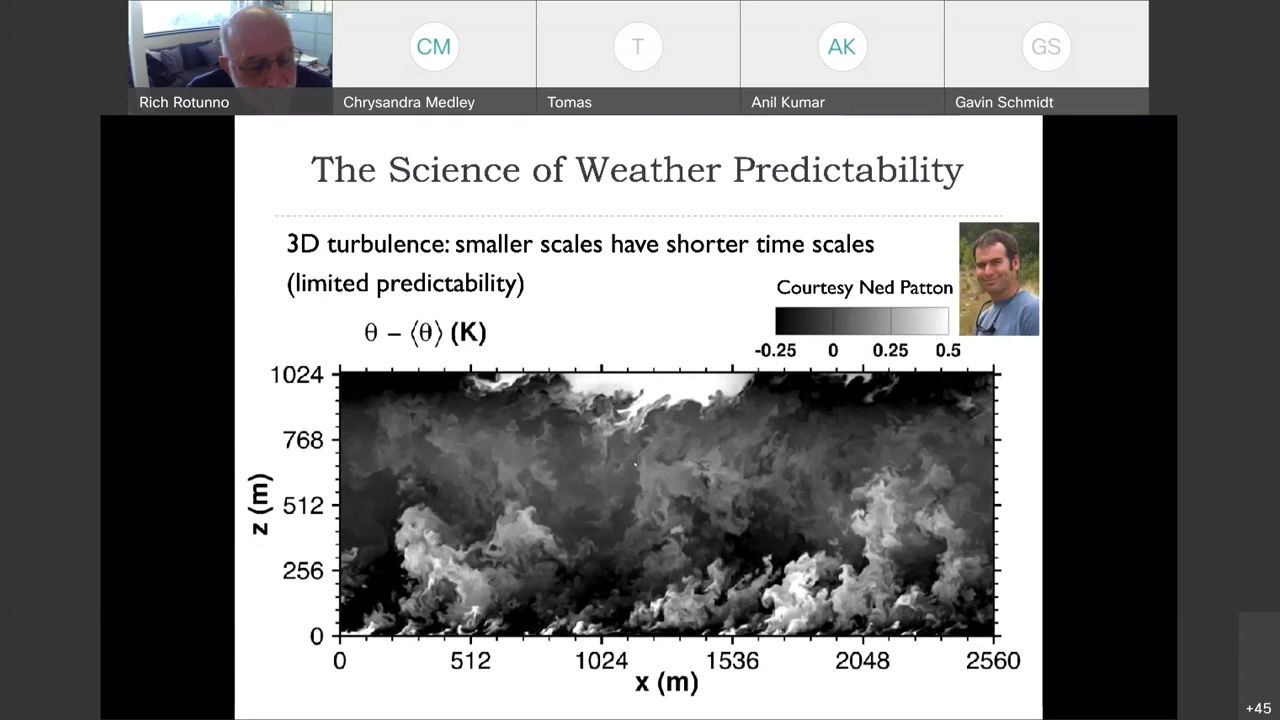 CM
T
AK
GS
Rich Rotunno
Chrysandra Medley
Tomas
Anil Kumar
Gavin Schmidt
The Science of Weather Predictability
3D turbulence: smaller scales have shorter time scales
(limited predictability)
Courtesy Ned Patton
θ – ⟨θ⟩ (K)
-0.25 0 0.25 0.5
1024
768
512
256
0
z (m)
0 512 1024 1536 2048 2560
x (m)
+45